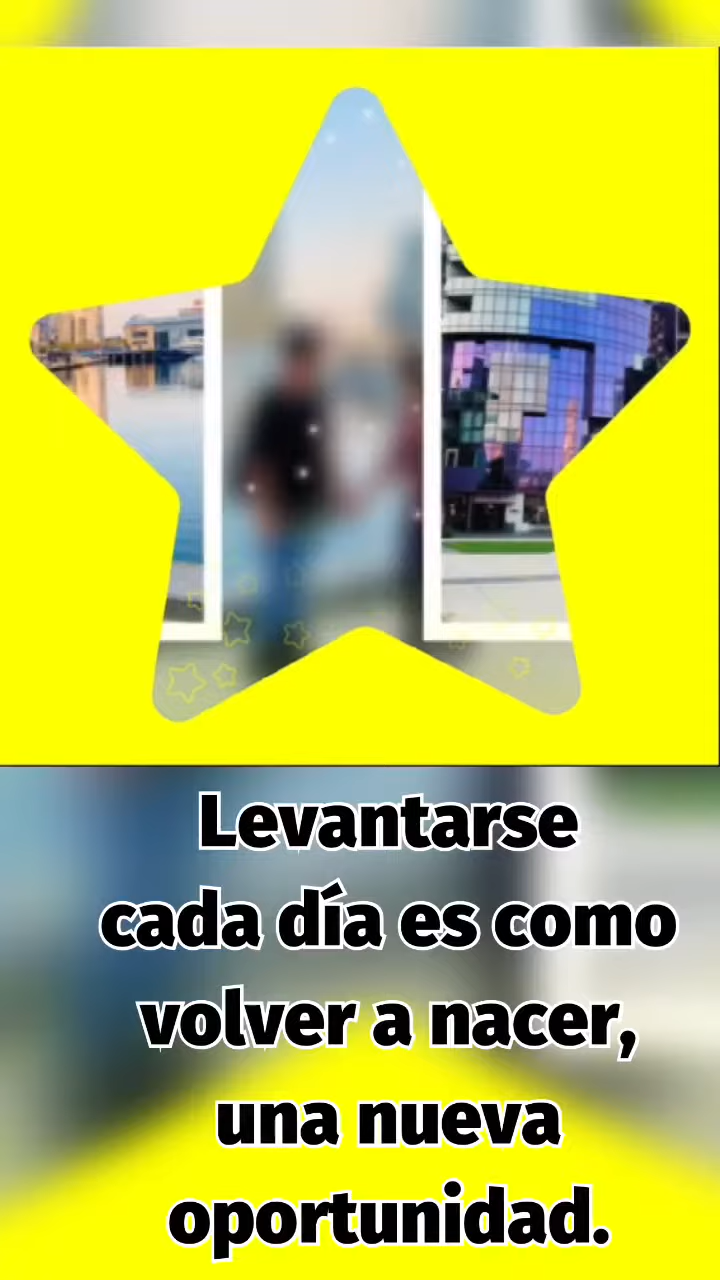 Levantarse
cada día es como
volver a nacer,
una nueva
oportunidad.